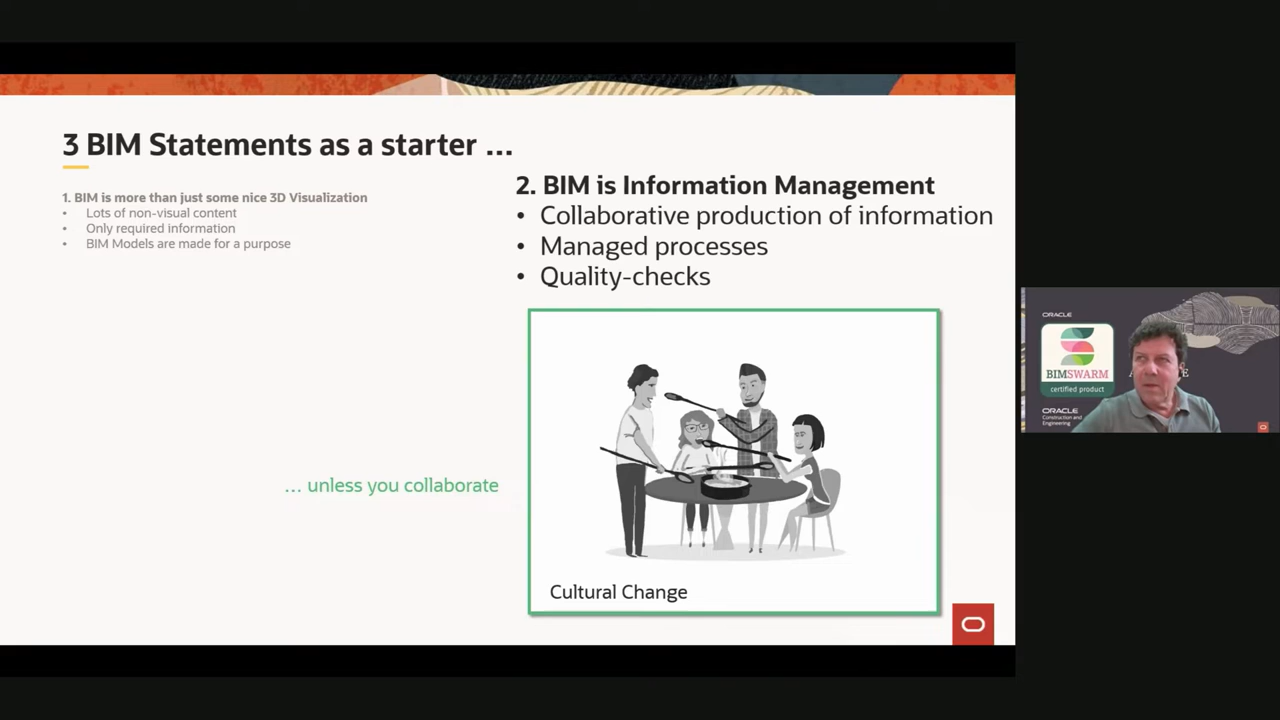 3 BIM Statements as a starter ...
1. BIM is more than just some nice 3D Visualization
• Lots of non-visual content
• Only required information
• BIM Models are made for a purpose
2. BIM is Information Management
• Collaborative production of information
• Managed processes
• Quality-checks
... unless you collaborate
Cultural Change
ORACLE
BIMSWARM
certified product
ORACLE
Construction and
Engineering